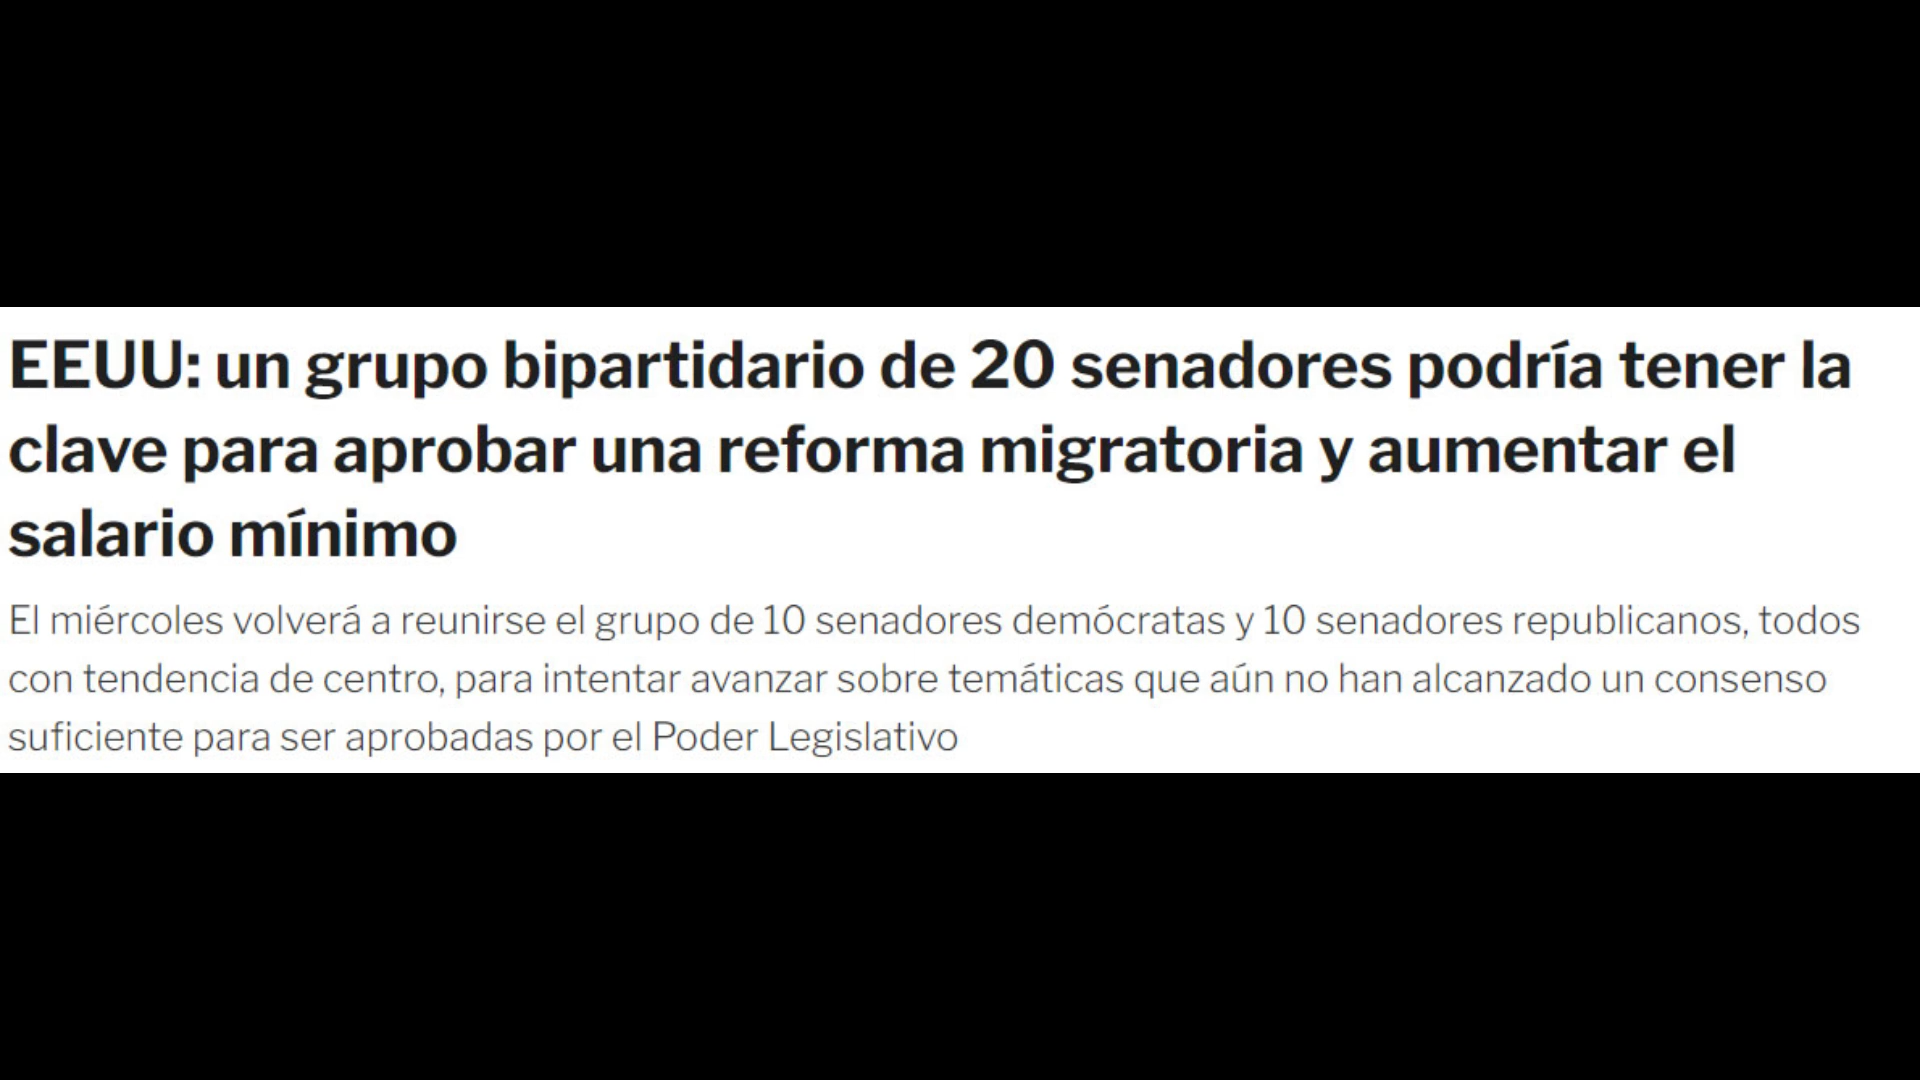 EEUU: un grupo bipartidario de 20 senadores podría tener la
clave para aprobar una reforma migratoria y aumentar el
salario mínimo
El miércoles volverá a reunirse el grupo de 10 senadores demócratas y 10 senadores republicanos, todos
con tendencia de centro, para intentar avanzar sobre temáticas que aún no han alcanzado un consenso
suficiente para ser aprobadas por el Poder Legislativo